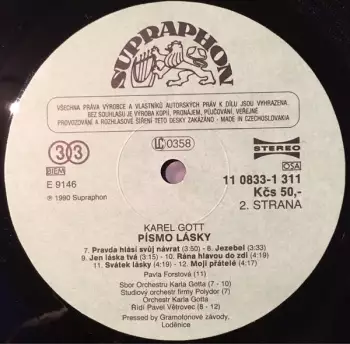 SUPRAPHON
VŠECHNA PRÁVA VÝROBCE A VLASTNÍKŮ AUTORSKÝCH PRÁV K DÍLU JSOU VYHRAZENA.
BEZ SOUHLASU JE VÝROBA KOPIÍ, PRONÁJEM, PŮJČOVÁNÍ, VEŘEJNÉ
PROVOZOVÁNÍ A ROZHLASOVÉ ŠÍŘENÍ TÉTO DESKY ZAKÁZÁNO - MADE IN CZECHOSLOVAKIA
33
LC 0358
STEREO
BIEM
OSA
E 9146
11 0833-1 311
℗ 1990 Supraphon
Kčs 50,-
2. STRANA
KAREL GOTT
PÍSMO LÁSKY
7. Pravda hlásí svůj návrat (3:50) - 8. Jezebel (3:33)
9. Jen láska tvá (3:15) - 10. Rána hlavou do zdi (4:19)
11. Svátek lásky (4:19) - 12. Moji přátelé (4:17)
Pavla Forstová (11)
Sbor Orchestru Karla Gotta (7 - 10)
Studiový orchestr firmy Polydor (7)
Orchestr Karla Gotta
Řídí Pavel Větrovec (8 - 12)
Pressed by Gramofonové závody,
Loděnice